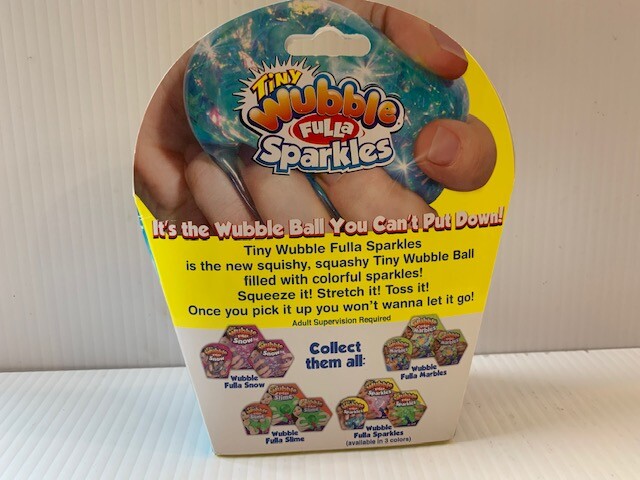 Tiny
Wubble
Fulla
Sparkles
It's the Wubble Ball You Can't Put Down!
Tiny Wubble Fulla Sparkles
is the new squishy, squashy Tiny Wubble Ball
filled with colorful sparkles!
Squeeze it! Stretch it! Toss it!
Once you pick it up you won't wanna let it go!
Adult Supervision Required
Collect
them all:
Wubble
Fulla Snow
Wubble
Fulla Marbles
Wubble
Fulla Slime
Wubble
Fulla Sparkles
(available in 3 colors)